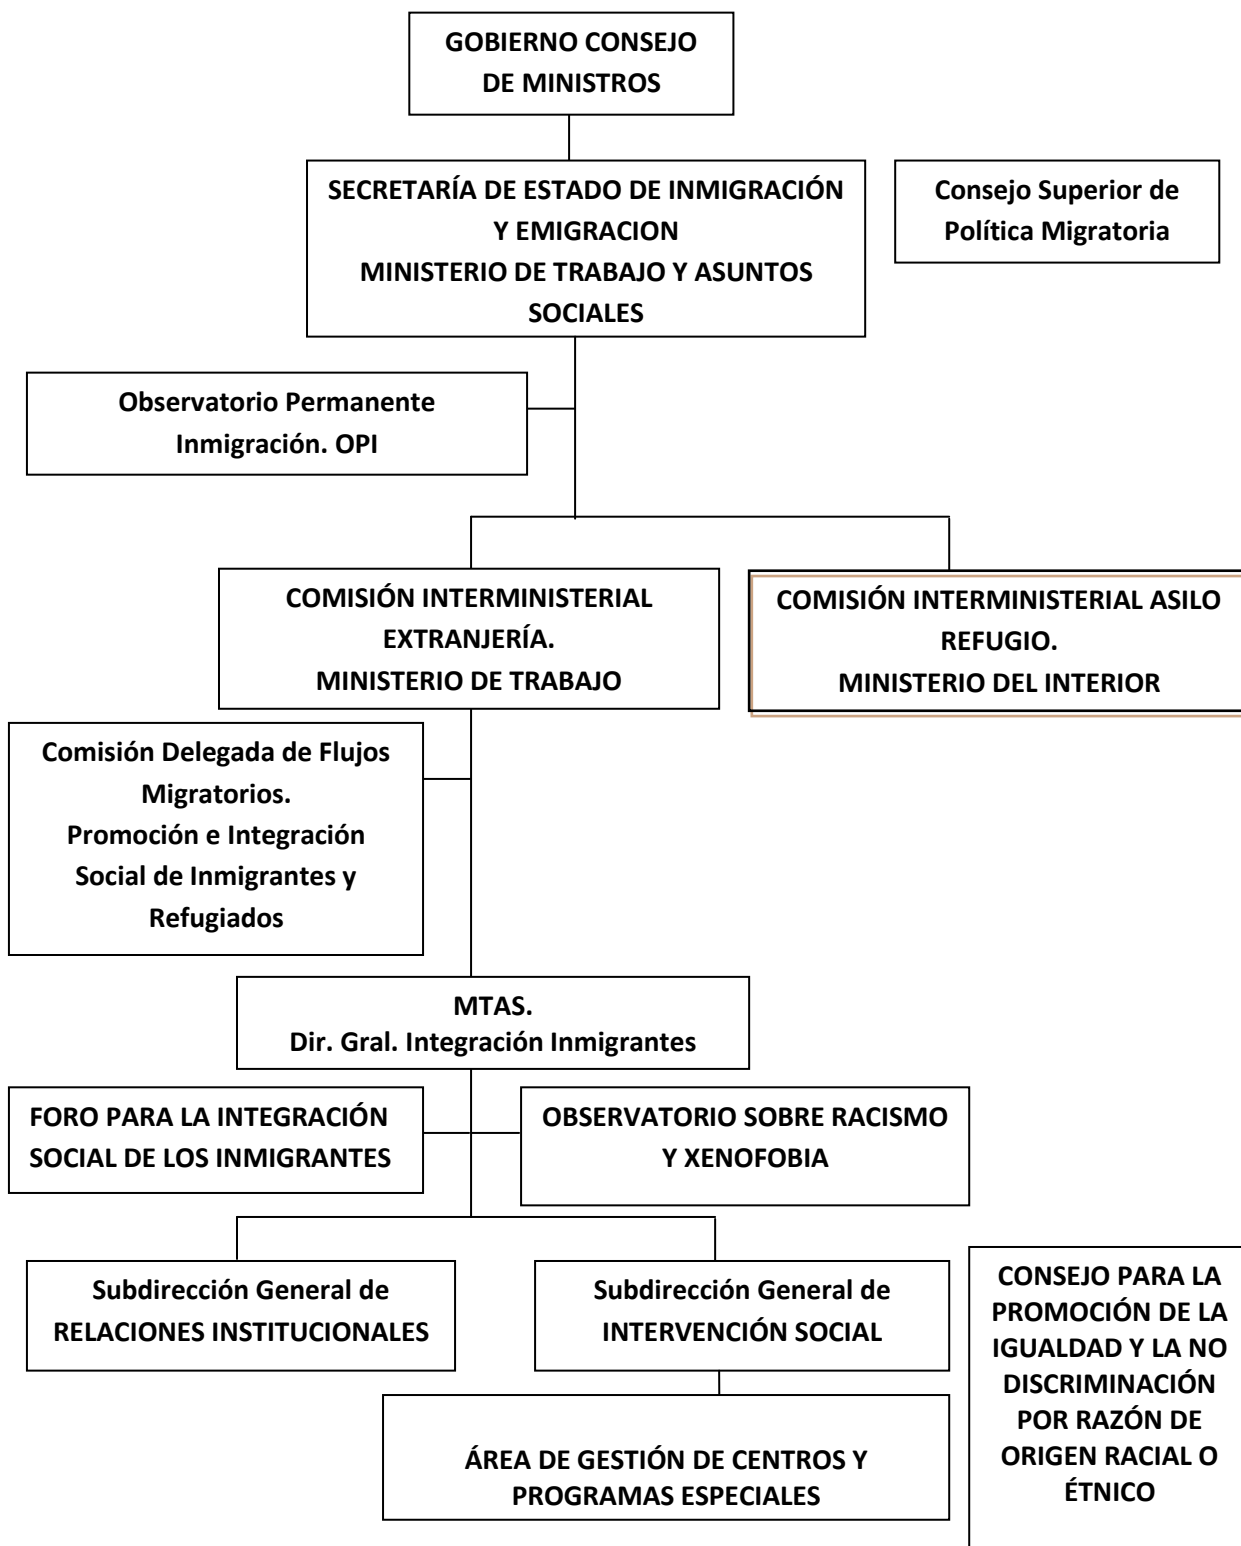 GOBIERNO CONSEJO
DE MINISTROS
SECRETARÍA DE ESTADO DE INMIGRACIÓN
Y EMIGRACION
MINISTERIO DE TRABAJO Y ASUNTOS
SOCIALES
Consejo Superior de
Política Migratoria
Observatorio Permanente
Inmigración. OPI
COMISIÓN INTERMINISTERIAL
EXTRANJERÍA.
MINISTERIO DE TRABAJO
COMISIÓN INTERMINISTERIAL ASILO
REFUGIO.
MINISTERIO DEL INTERIOR
Comisión Delegada de Flujos
Migratorios.
Promoción e Integración
Social de Inmigrantes y
Refugiados
MTAS.
Dir. Gral. Integración Inmigrantes
FORO PARA LA INTEGRACIÓN
SOCIAL DE LOS INMIGRANTES
OBSERVATORIO SOBRE RACISMO
Y XENOFOBIA
Subdirección General de
RELACIONES INSTITUCIONALES
Subdirección General de
INTERVENCIÓN SOCIAL
CONSEJO PARA LA
PROMOCIÓN DE LA
IGUALDAD Y LA NO
DISCRIMINACIÓN
POR RAZÓN DE
ORIGEN RACIAL O
ÉTNICO
ÁREA DE GESTIÓN DE CENTROS Y
PROGRAMAS ESPECIALES